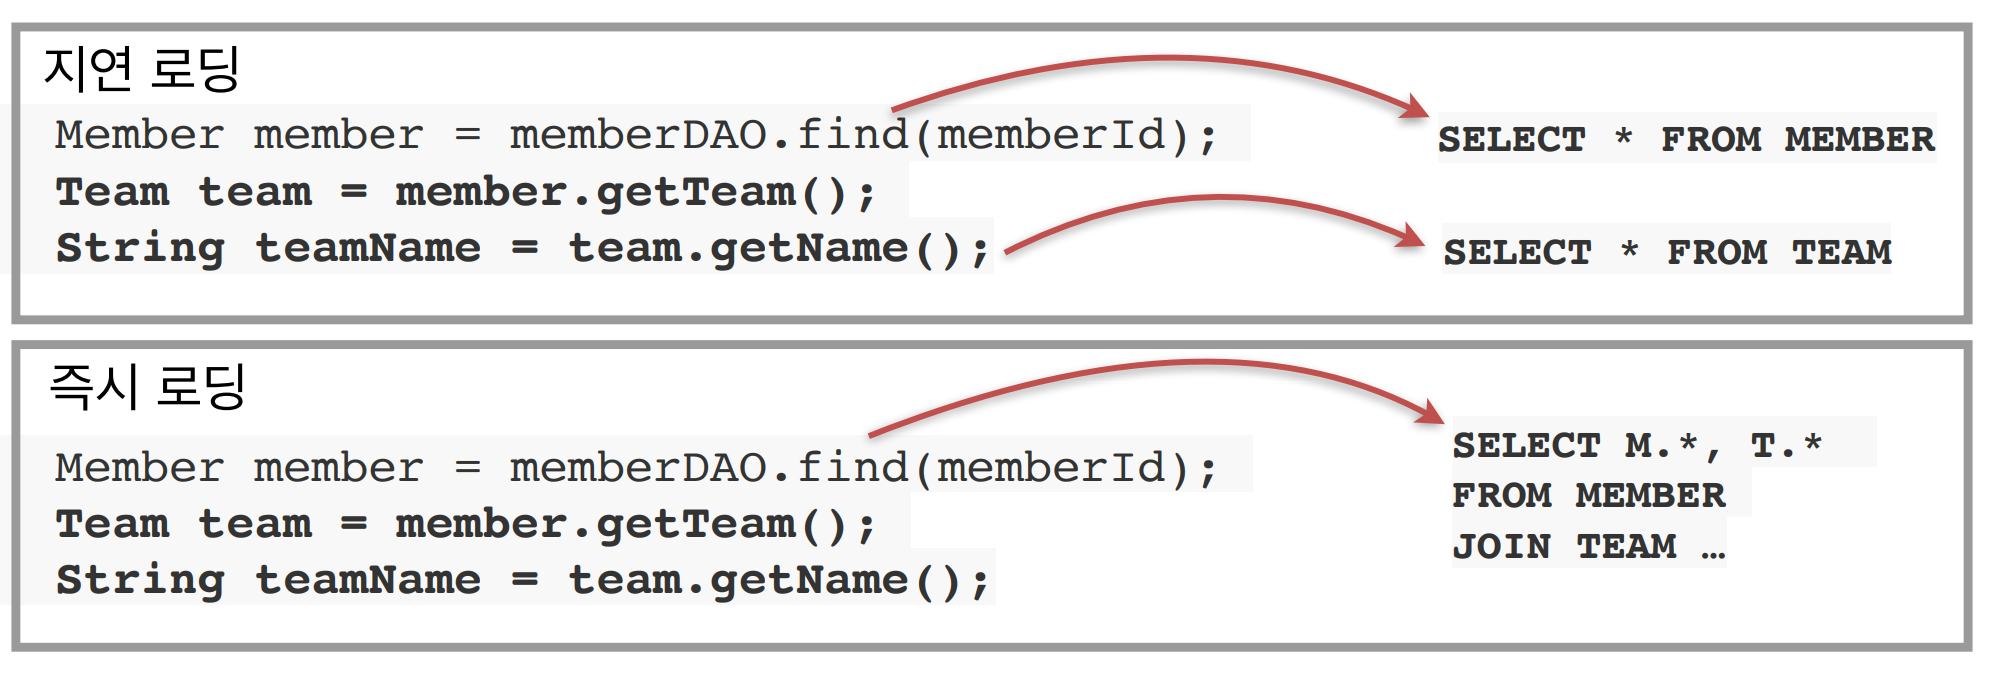 지연 로딩
Member member = memberDAO.find(memberId);
SELECT * FROM MEMBER
Team team = member.getTeam();
String teamName = team.getName();
SELECT * FROM TEAM
즉시 로딩
Member member = memberDAO.find(memberId);
Team team = member.getTeam();
String teamName = team.getName();
SELECT M.*, T.*
FROM MEMBER
JOIN TEAM …